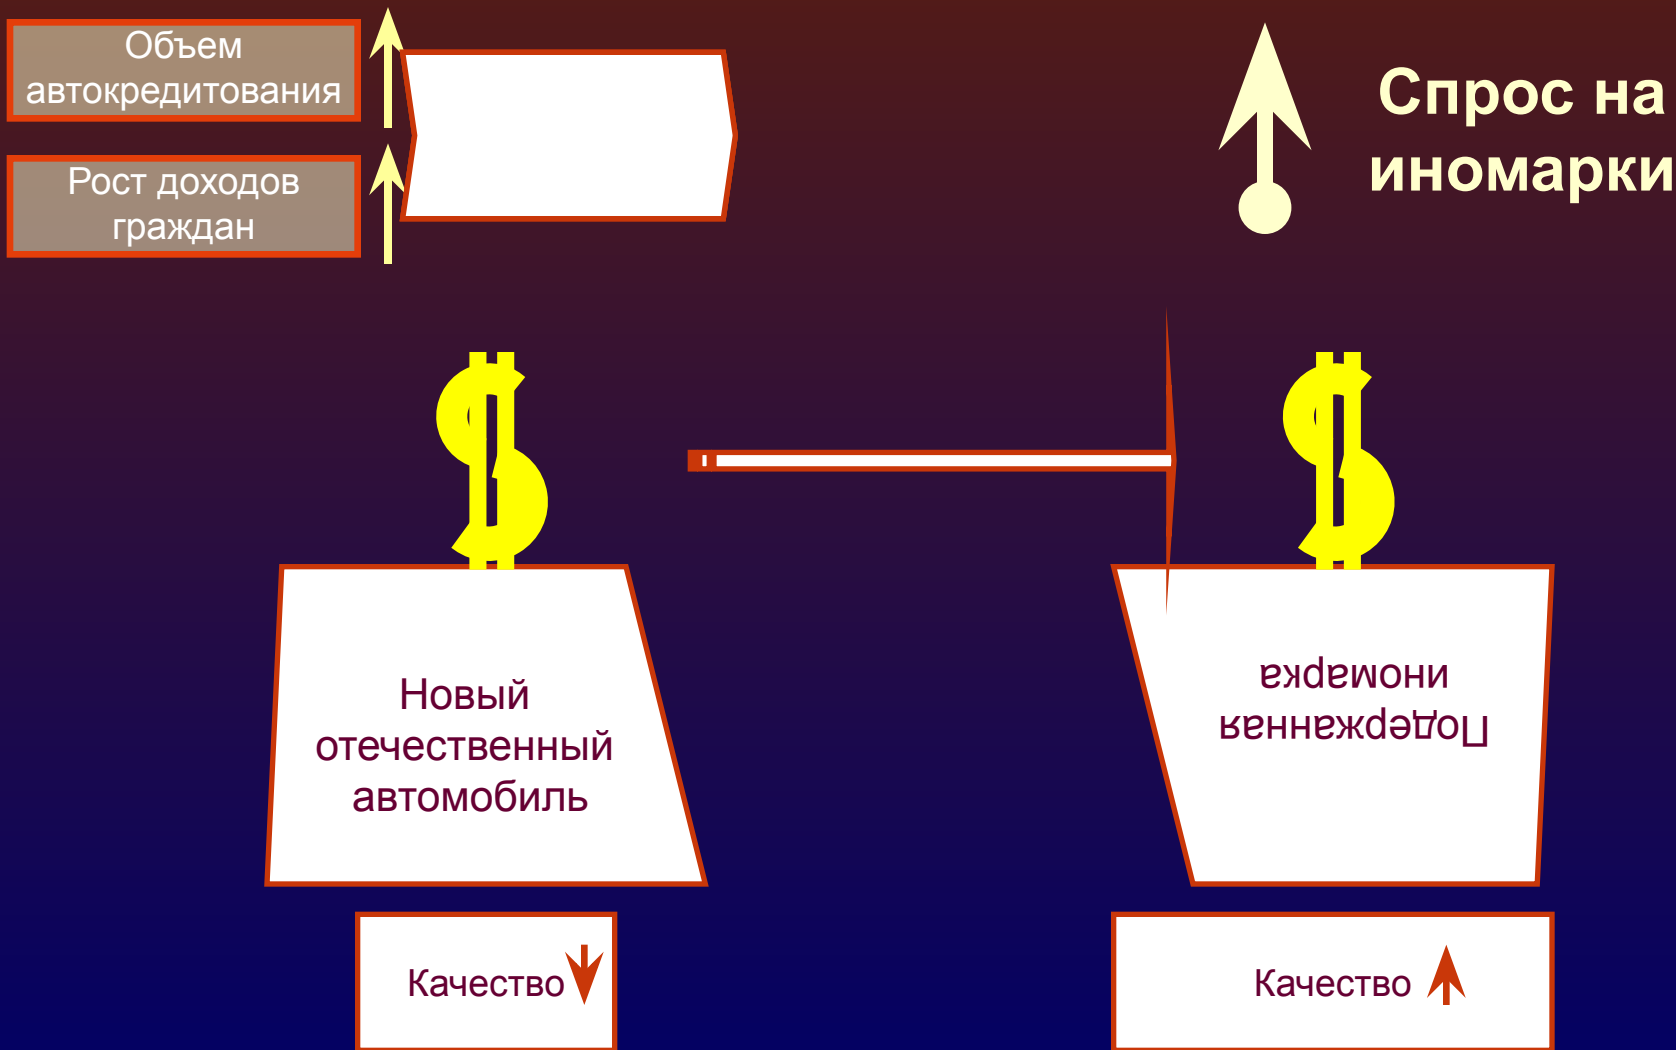 Объем
автокредитования
Рост доходов
граждан
Спрос на
иномарки
Новый
отечественный
автомобиль
Подержанная
иномарка
Качество
Качество